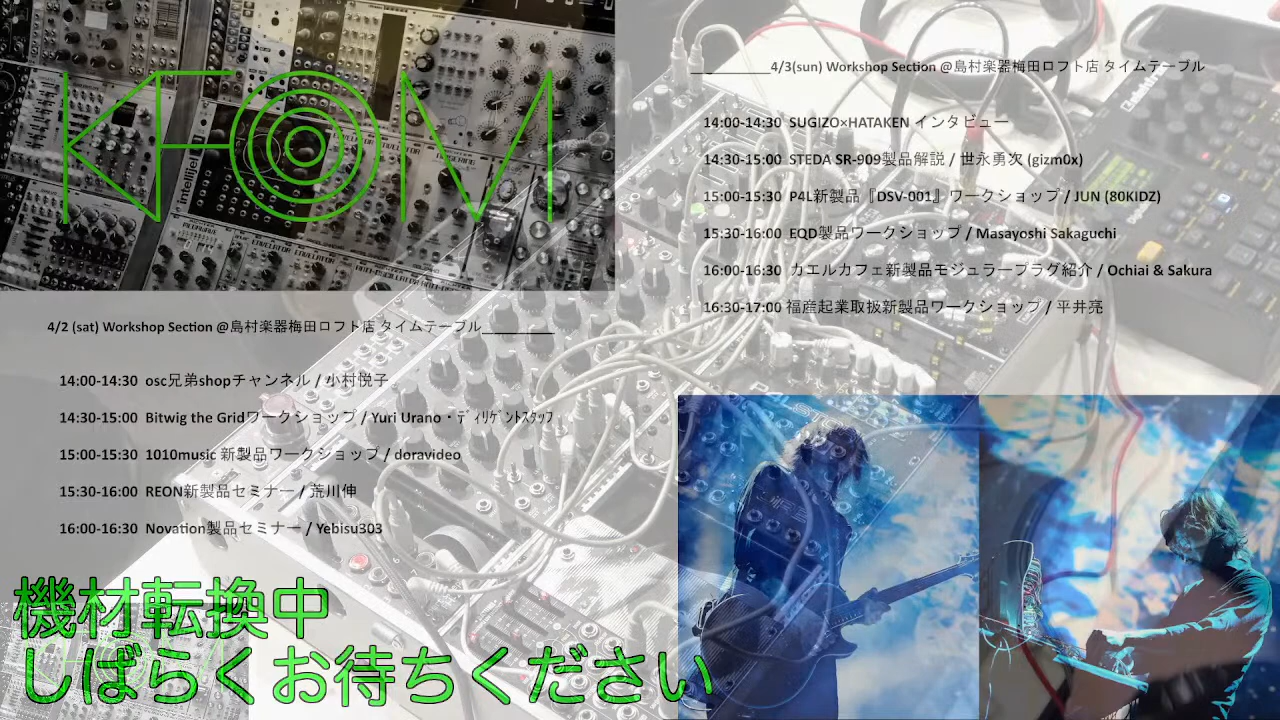 KFOM
intellijel
4/2 (sat) Workshop Section @島村楽器梅田ロフト店 タイムテーブル__________
14:00-14:30 osc兄弟shopチャンネル / 小村悦子
14:30-15:00 Bitwig the Gridワークショップ / Yuri Urano・ディリゲントスタッフ
15:00-15:30 1010music 新製品ワークショップ / doravideo
15:30-16:00 REON新製品セミナー / 荒川伸
16:00-16:30 Novation製品セミナー / Yebisu303
__________4/3(sun) Workshop Section @島村楽器梅田ロフト店 タイムテーブル
14:00-14:30 SUGIZO×HATAKEN インタビュー
14:30-15:00 STEDA SR-909製品解説 / 世永勇次 (gizm0x)
15:00-15:30 P4L新製品『DSV-001』ワークショップ / JUN (80KIDZ)
15:30-16:00 EQD製品ワークショップ / Masayoshi Sakaguchi
16:00-16:30 カエルカフェ新製品モジュラープラグ紹介 / Ochiai & Sakura
16:30-17:00 福産起業取扱新製品ワークショップ / 平井亮
機材転換中
しばらくお待ちください